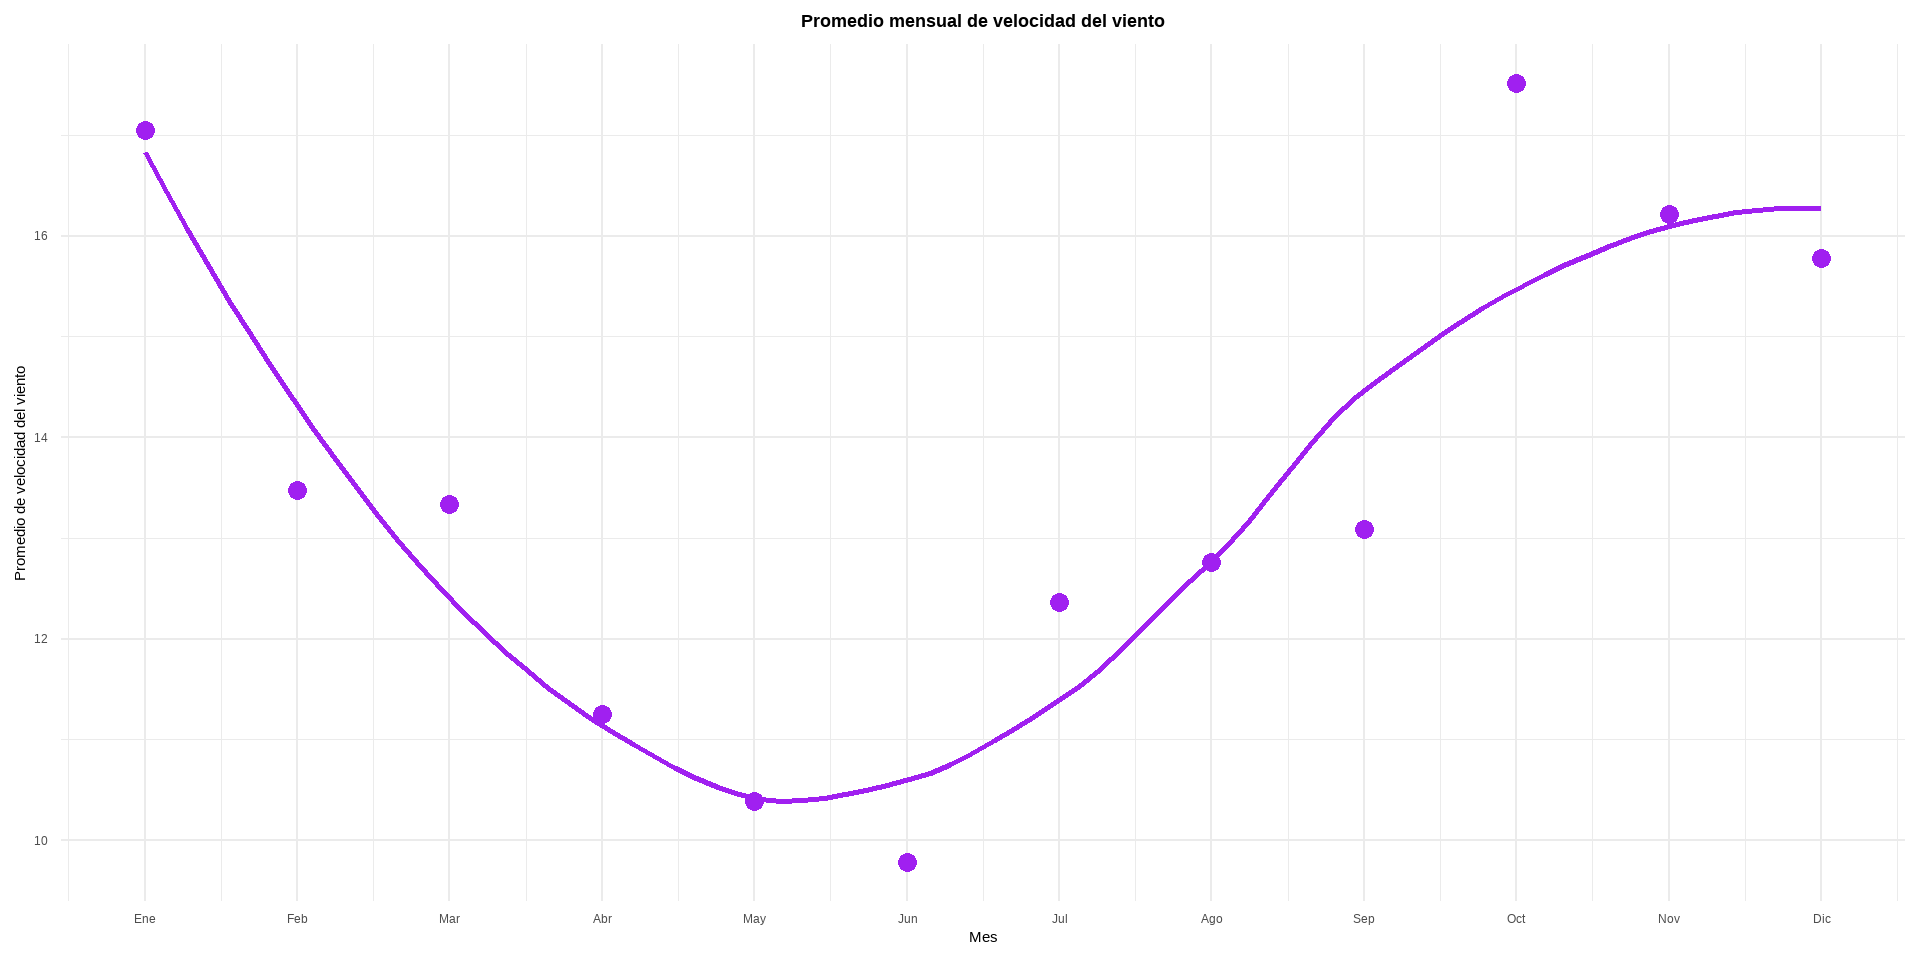 Promedio mensual de velocidad del viento
Promedio de velocidad del viento
16
14
12
10
Ene Feb Mar Abr May Jun Jul Ago Sep Oct Nov Dic
Mes